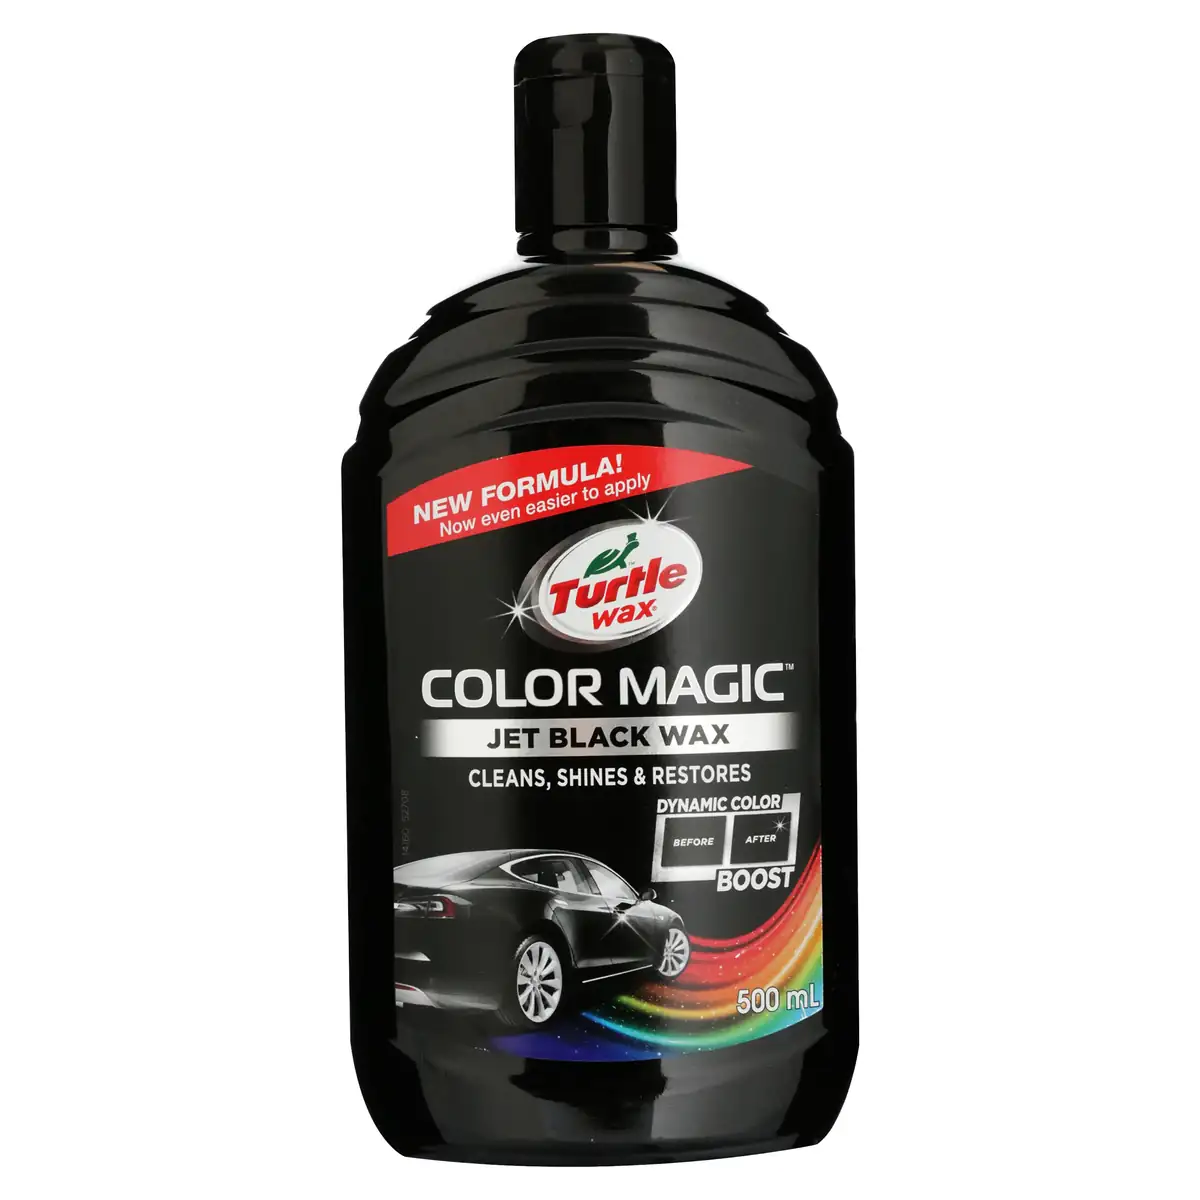 NEW FORMULA!
Now even easier to apply
Turtle
wax®
COLOR MAGIC™
JET BLACK WAX
CLEANS, SHINES & RESTORES
DYNAMIC COLOR
BEFORE
AFTER
BOOST
500 mL